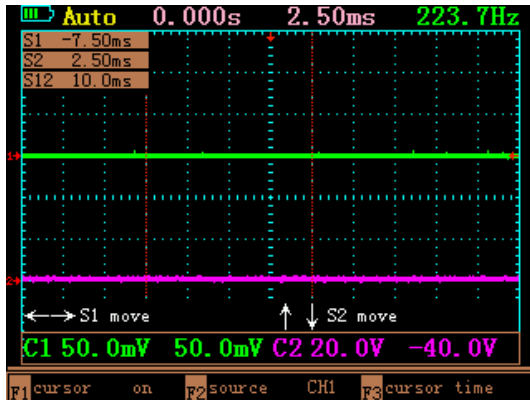 Auto 0.000s 2.50ms 223.7Hz
S1 -7.50ms
S2 2.50ms
S12 10.0ms
1
2
S1 move S2 move
C1 50.0mV 50.0mV C2 20.0V -40.0V
F1 cursor on F2 source CH1 F3 cursor time